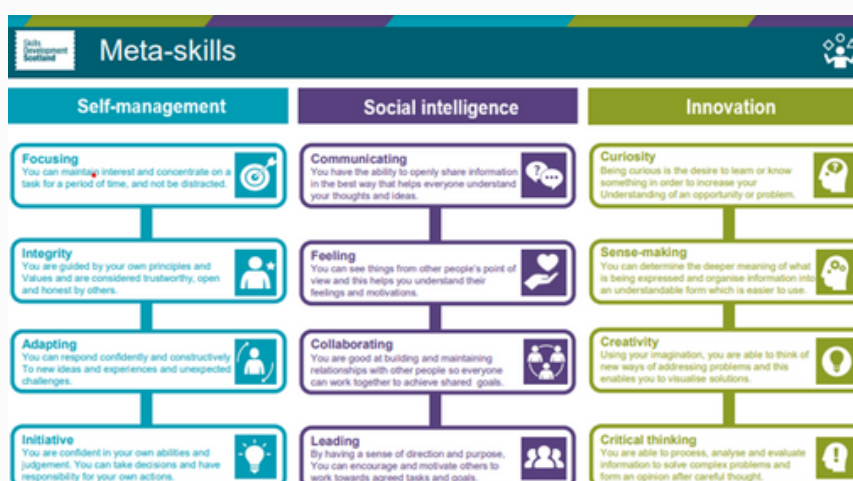 Skills
Development
Scotland
Meta-skills
Self-management
Focusing
You can maintain interest and concentrate on a
task for a period of time, and not be distracted.
Integrity
You are guided by your own principles and
Values and are considered trustworthy, open
and honest by others.
Adapting
You can respond confidently and constructively
To new ideas and experiences and unexpected
challenges.
Initiative
You are confident in your own abilities and
judgement. You can take decisions and have
responsibility for your own actions.
Social intelligence
Communicating
You have the ability to openly share information
in the best way that helps everyone understand
your thoughts and ideas.
Feeling
You can see things from other people's point of
view and this helps you understand their
feelings and motivations.
Collaborating
You are good at building and maintaining
relationships with other people so everyone
can work together to achieve shared goals.
Leading
By having a sense of direction and purpose,
You can encourage and motivate others to
work towards agreed tasks and goals.
Innovation
Curiosity
Being curious is the desire to learn or know
something in order to increase your
Understanding of an opportunity or problem.
Sense-making
You can determine the deeper meaning of what
is being expressed and organise information into
an understandable form which is easier to use.
Creativity
Using your imagination, you are able to think of
new ways of addressing problems and this
enables you to visualise solutions.
Critical thinking
You are able to process, analyse and evaluate
information to solve complex problems and
form an opinion after careful thought.